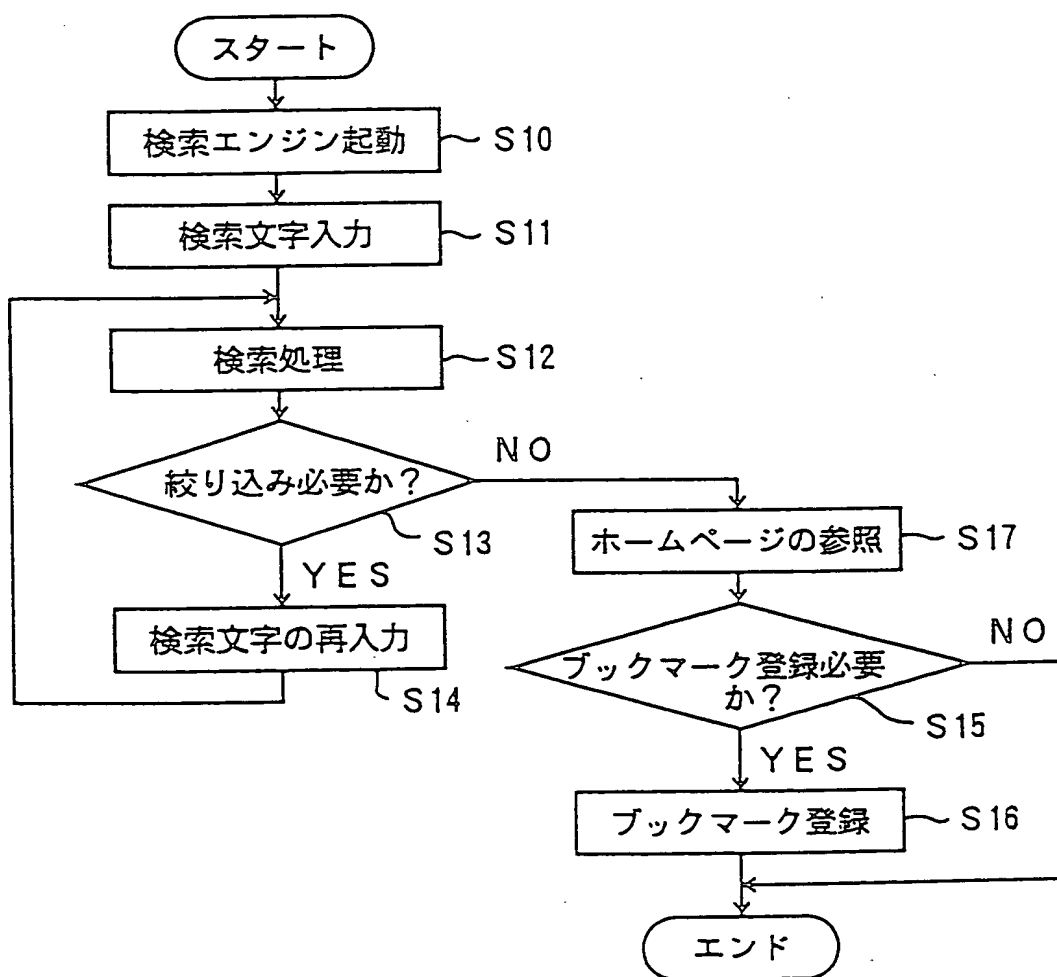 スタート
検索エンジン起動
S10
検索文字入力
S11
検索処理
S12
絞り込み必要か?
NO
S13
YES
検索文字の再入力
S14
ホームページの参照
S17
ブックマーク登録必要
か?
NO
S15
YES
ブックマーク登録
S16
エンド